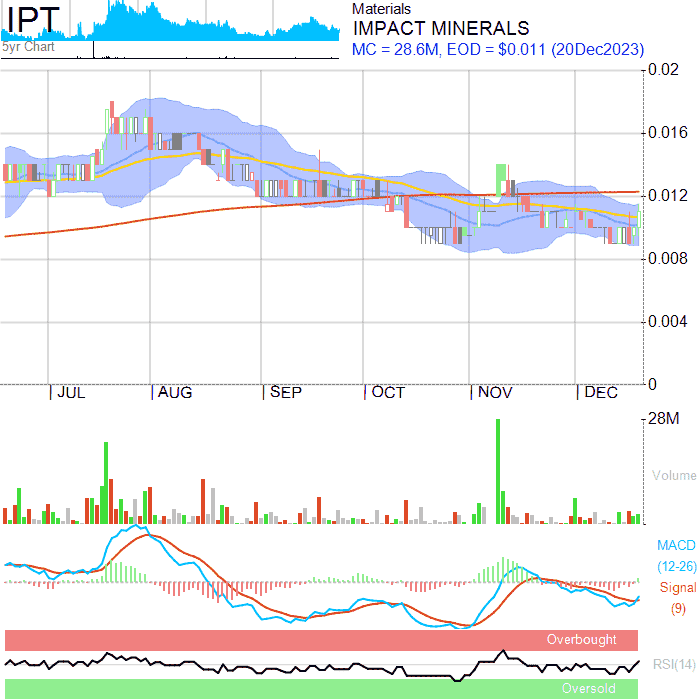 IPT
5yr Chart
Materials
IMPACT MINERALS
MC = 28.6M, EOD = $0.011 (20Dec2023)
0.02
0.016
0.012
0.008
0.004
0
JUL AUG SEP OCT NOV DEC
28M
Volume
MACD
(12-26)
Signal
(9)
Overbought
RSI(14)
Oversold